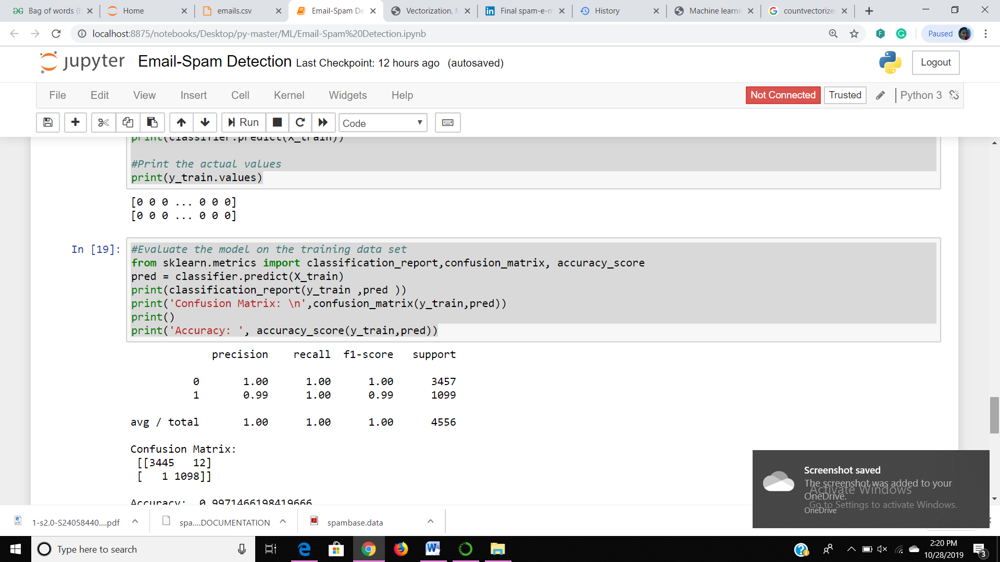 Bag of words (B
Home
emails.csv
Email-Spam De
Vectorization, M
Final spam-e-m
History
Machine learnin
countvectorizer
localhost:8875/notebooks/Desktop/py-master/ML/Email-Spam%20Detection.ipynb
Paused
jupyter Email-Spam Detection Last Checkpoint: 12 hours ago (autosaved)
Logout
File Edit View Insert Cell Kernel Widgets Help
Not Connected Trusted Python 3
Run Code
print(classifier.predict(X_train))
#Print the actual values
print(y_train.values)
[0 0 0 ... 0 0 0]
[0 0 0 ... 0 0 0]
In [19]: #Evaluate the model on the training data set
from sklearn.metrics import classification_report,confusion_matrix, accuracy_score
pred = classifier.predict(X_train)
print(classification_report(y_train ,pred ))
print('Confusion Matrix: \n',confusion_matrix(y_train,pred))
print()
print('Accuracy: ', accuracy_score(y_train,pred))
precision recall f1-score support
0 1.00 1.00 1.00 3457
1 0.99 1.00 0.99 1099
avg / total 1.00 1.00 1.00 4556
Confusion Matrix:
[[3445 12]
[ 1 1098]]
Accuracy: 0.9971466198419666
Screenshot saved
The screenshot was added to your
OneDrive.
OneDrive
Activate Windows
Go to Settings to activate Windows.
1-s2.0-S24058440....pdf
spa....DOCUMENTATION
spambase.data
Type here to search
2:20 PM
10/28/2019
3